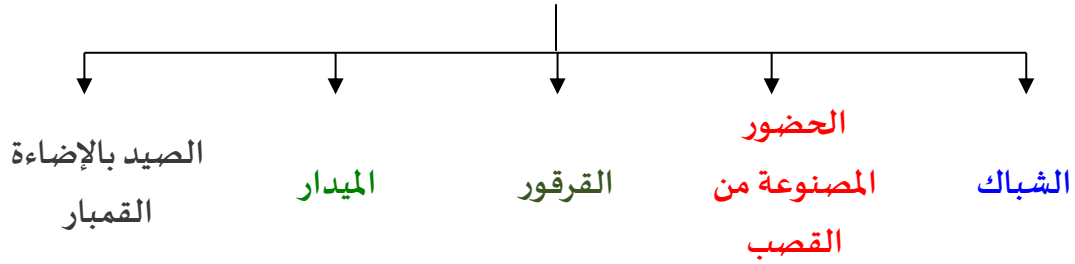 الشباك
الحضور
المصنوعة من
القصب
القرقور
الميدار
الصيد بالإضاءة
القمبار